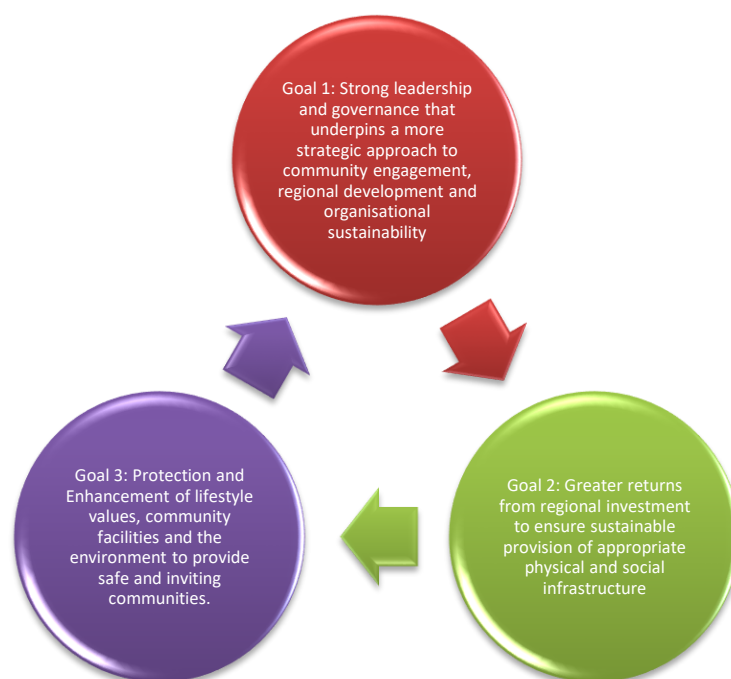 Goal 1: Strong leadership
and governance that
underpins a more
strategic approach to
community engagement,
regional development and
organisational
sustainability
Goal 2: Greater returns
from regional investment
to ensure sustainable
provision of appropriate
physical and social
infrastructure
Goal 3: Protection and
Enhancement of lifestyle
values, community
facilities and the
environment to provide
safe and inviting
communities.